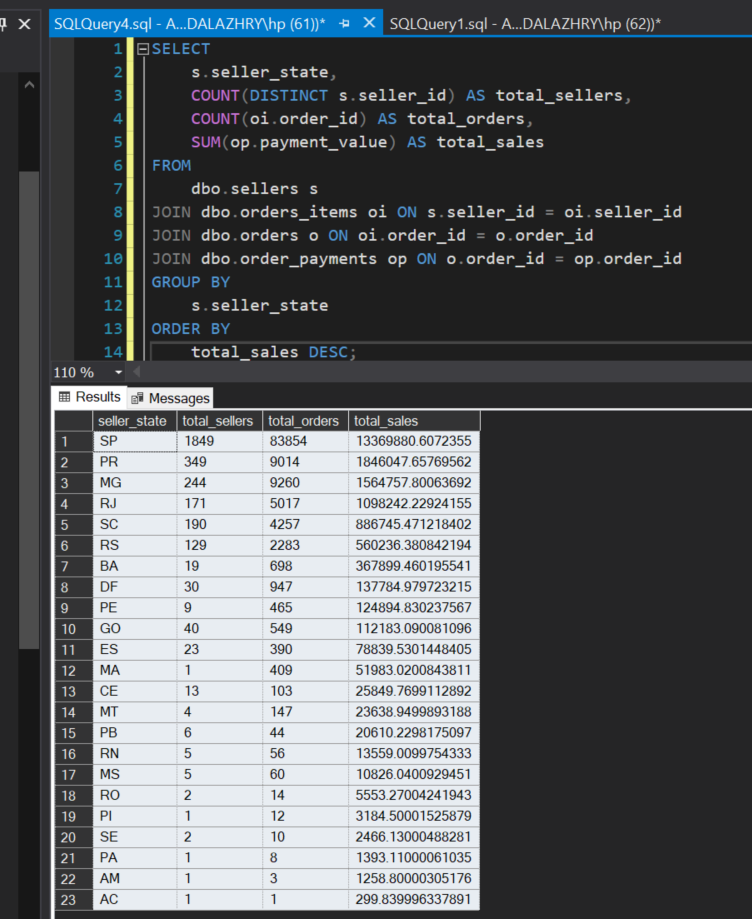 SQLQuery4.sql - A...DALAZHRY\hp (61))* SQLQuery1.sql - A...DALAZHRY\hp (62))*
1 SELECT
2 s.seller_state,
3 COUNT(DISTINCT s.seller_id) AS total_sellers,
4 COUNT(oi.order_id) AS total_orders,
5 SUM(op.payment_value) AS total_sales
6 FROM
7 dbo.sellers s
8 JOIN dbo.orders_items oi ON s.seller_id = oi.seller_id
9 JOIN dbo.orders o ON oi.order_id = o.order_id
10 JOIN dbo.order_payments op ON o.order_id = op.order_id
11 GROUP BY
12 s.seller_state
13 ORDER BY
14 total_sales DESC;
110 %
Results Messages
seller_state total_sellers total_orders total_sales
1 SP 1849 83854 13369880.6072355
2 PR 349 9014 1846047.65769562
3 MG 244 9260 1564757.80063692
4 RJ 171 5017 1098242.22924155
5 SC 190 4257 886745.471218402
6 RS 129 2283 560236.380842194
7 BA 19 698 367899.460195541
8 DF 30 947 137784.979723215
9 PE 9 465 124894.830237567
10 GO 40 549 112183.090081096
11 ES 23 390 78839.5301448405
12 MA 1 409 51983.0200843811
13 CE 13 103 25849.7699112892
14 MT 4 147 23638.9499893188
15 PB 6 44 20610.2298175097
16 RN 5 56 13559.0099754333
17 MS 5 60 10826.0400929451
18 RO 2 14 5553.27004241943
19 PI 1 12 3184.50001525879
20 SE 2 10 2466.13000488281
21 PA 1 8 1393.11000061035
22 AM 1 3 1258.80000305176
23 AC 1 1 299.839996337891